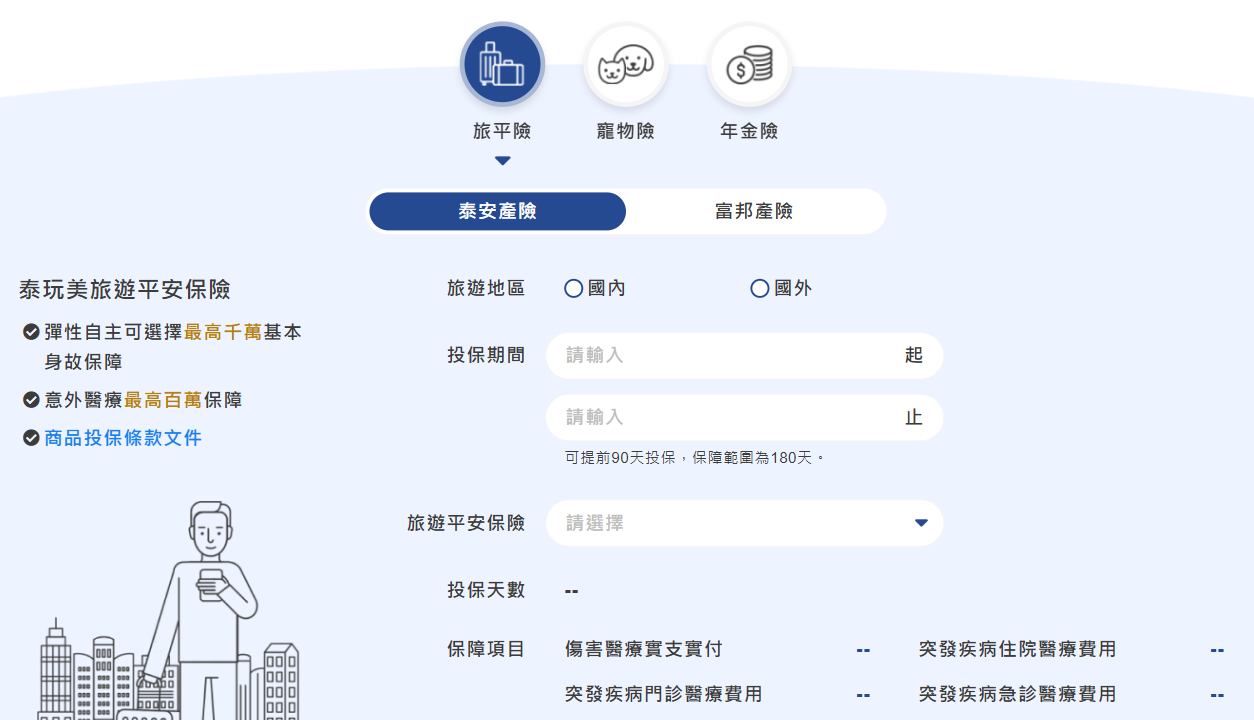 旅平險 寵物險 年金險
泰安產險 富邦產險
泰玩美旅遊平安保險
彈性自主可選擇最高千萬基本
身故保障
意外醫療最高百萬保障
商品投保條款文件
旅遊地區 國內 國外
投保期間 請輸入 起
請輸入 止
可提前90天投保，保障範圍為180天。
旅遊平安保險 請選擇
投保天數 --
保障項目 傷害醫療實支實付 -- 突發疾病住院醫療費用 --
突發疾病門診醫療費用 -- 突發疾病急診醫療費用 --